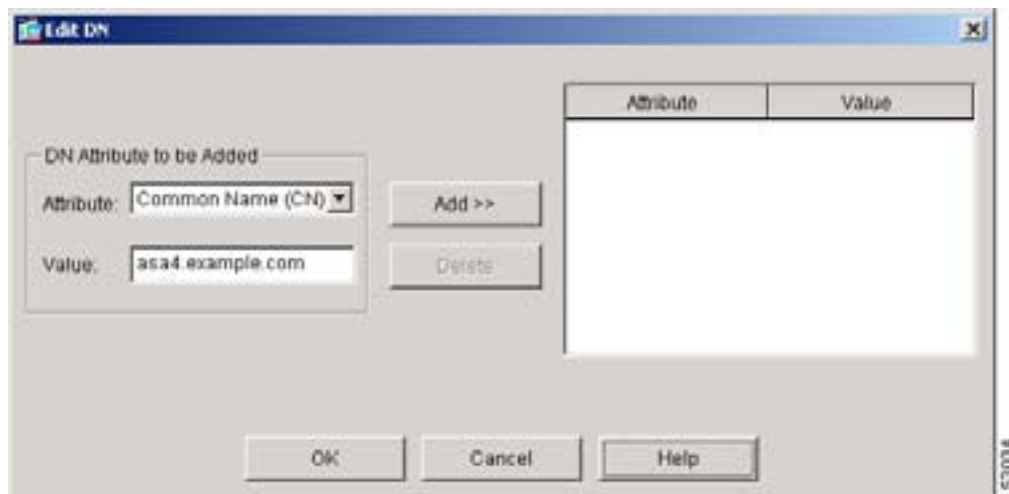 Edit DN
Attribute Value
DN Attribute to be Added
Attribute: Common Name (CN)
Add >>
Value: asa4.example.com
Delete
OK Cancel Help